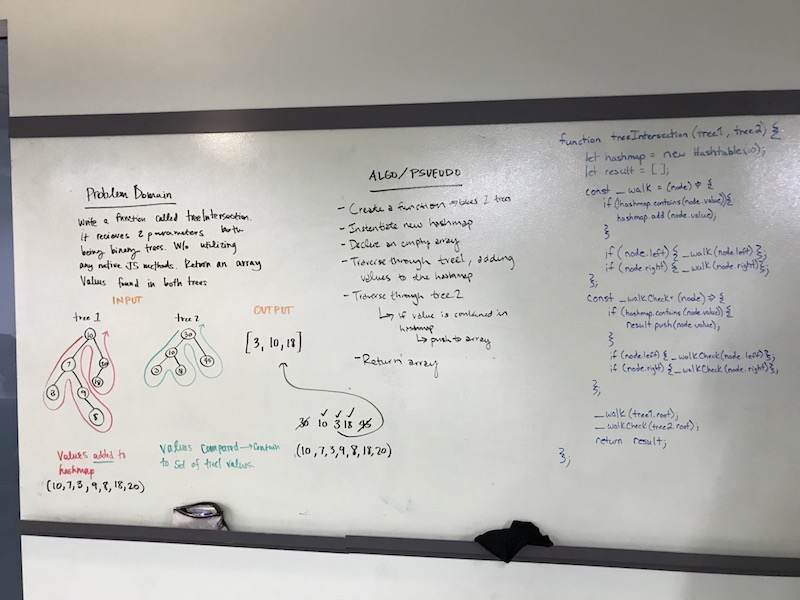 Problem Domain
Write a function called treeIntersection.
it recieves 2 parameters both
being binary trees. W/o utilizing
any native JS methods. Return an array
Values found in both trees
INPUT
tree 1
10
7
20
3
9
18
8
Values added to
hashmap
(10,7,3,9,8,18,20)
tree 2
30
10
40
3
18
Values compared → Contain
to Set of tree1 values.
OUTPUT
[3, 10, 18]
10 3 18
(10,7,3,9,8,18,20)
ALGO/PSUEUDO
- Create a function → takes 2 trees
- Instentiate new hashmap
- Declare an empty array
- Traverse through tree1, adding
values to the hashmap
- Traverse through tree 2
↳ if value is contained in
hashmap
↳ push to array
- Return array
function treeIntersection(tree1, tree2) {
let hashmap = new Hashtable(10);
let result = [];
const _walk = (node) => {
if (!hashmap.contains(node.value)){
hashmap.add(node.value);
}
}
if (node.left) { _walk(node.left) };
if (node.right) { _walk(node.right)};
};
const _walkCheck = (node) => {
if (hashmap.contains(node.value)) {
result.push(node.value);
}
}
if (node.left) { _walkCheck(node.left)};
if (node.right) { _walkCheck(node.right)};
};
_walk(tree1.root);
_walkCheck(tree2.root);
return result;
};